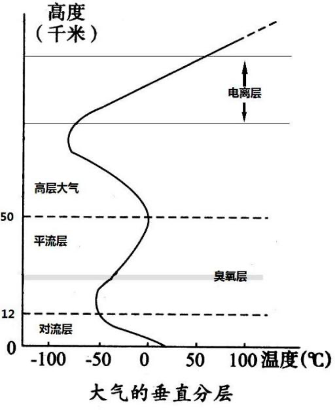 高度
（千米）
电离层
高层大气
50
平流层
臭氧层
12
对流层
0
-100 -50 0 50 100 温度(℃)
大气的垂直分层